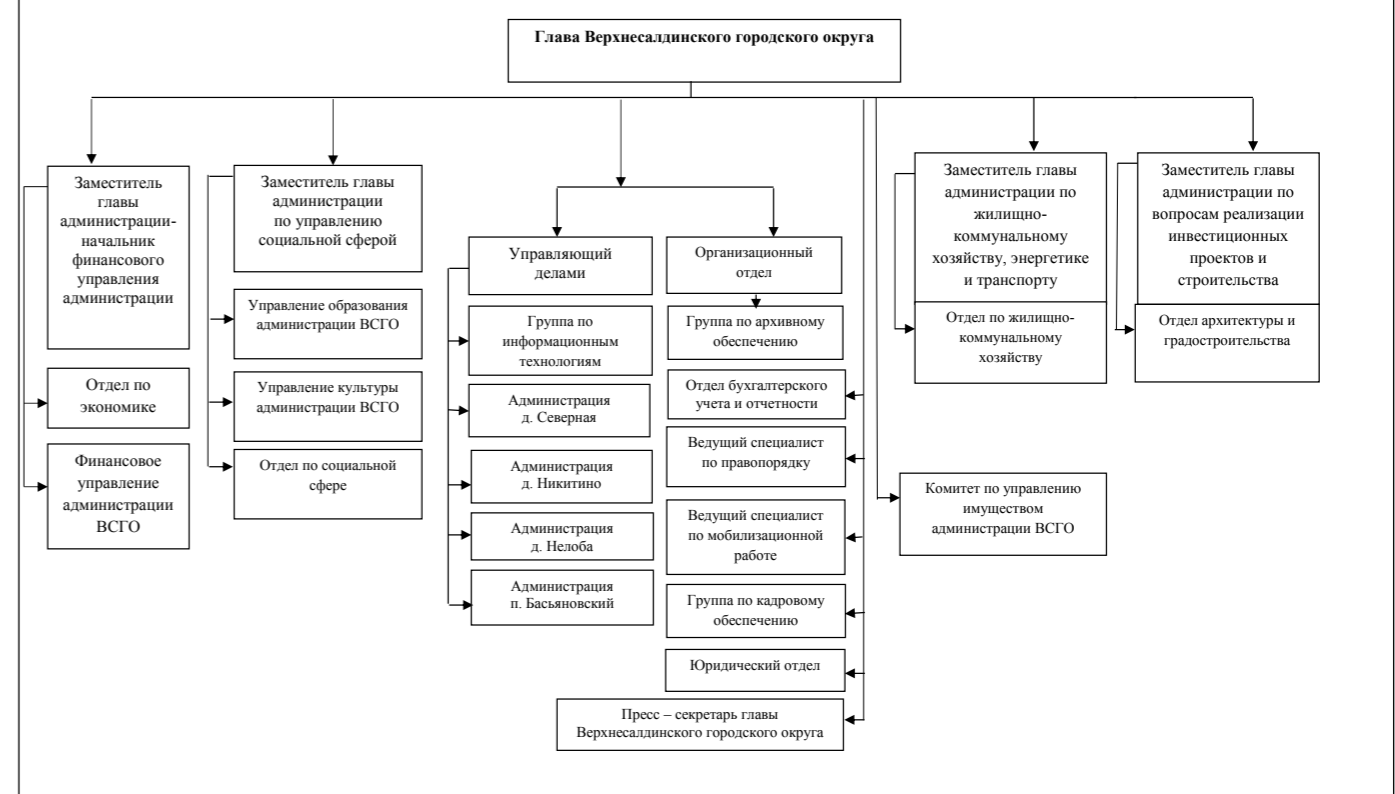 Глава Верхнесалдинского городского округа
Заместитель
главы
администрации-
начальник
финансового
управления
администрации
Отдел по
экономике
Финансовое
управление
администрации
ВСГО
Заместитель главы
администрации
по управлению
социальной сферой
Управление образования
администрации ВСГО
Управление культуры
администрации ВСГО
Отдел по социальной
сфере
Управляющий
делами
Группа по
информационным
технологиям
Администрация
д. Северная
Администрация
д. Никитино
Администрация
д. Нелоба
Администрация
п. Басьяновский
Организационный
отдел
Группа по архивному
обеспечению
Отдел бухгалтерского
учета и отчетности
Ведущий специалист
по правопорядку
Ведущий специалист
по мобилизационной
работе
Группа по кадровому
обеспечению
Юридический отдел
Пресс – секретарь главы
Верхнесалдинского городского округа
Заместитель главы
администрации по
жилищно-
коммунальному
хозяйству, энергетике
и транспорту
Отдел по жилищно-
коммунальному
хозяйству
Комитет по управлению
имуществом
администрации ВСГО
Заместитель главы
администрации по
вопросам реализации
инвестиционных
проектов и
строительства
Отдел архитектуры и
градостроительства